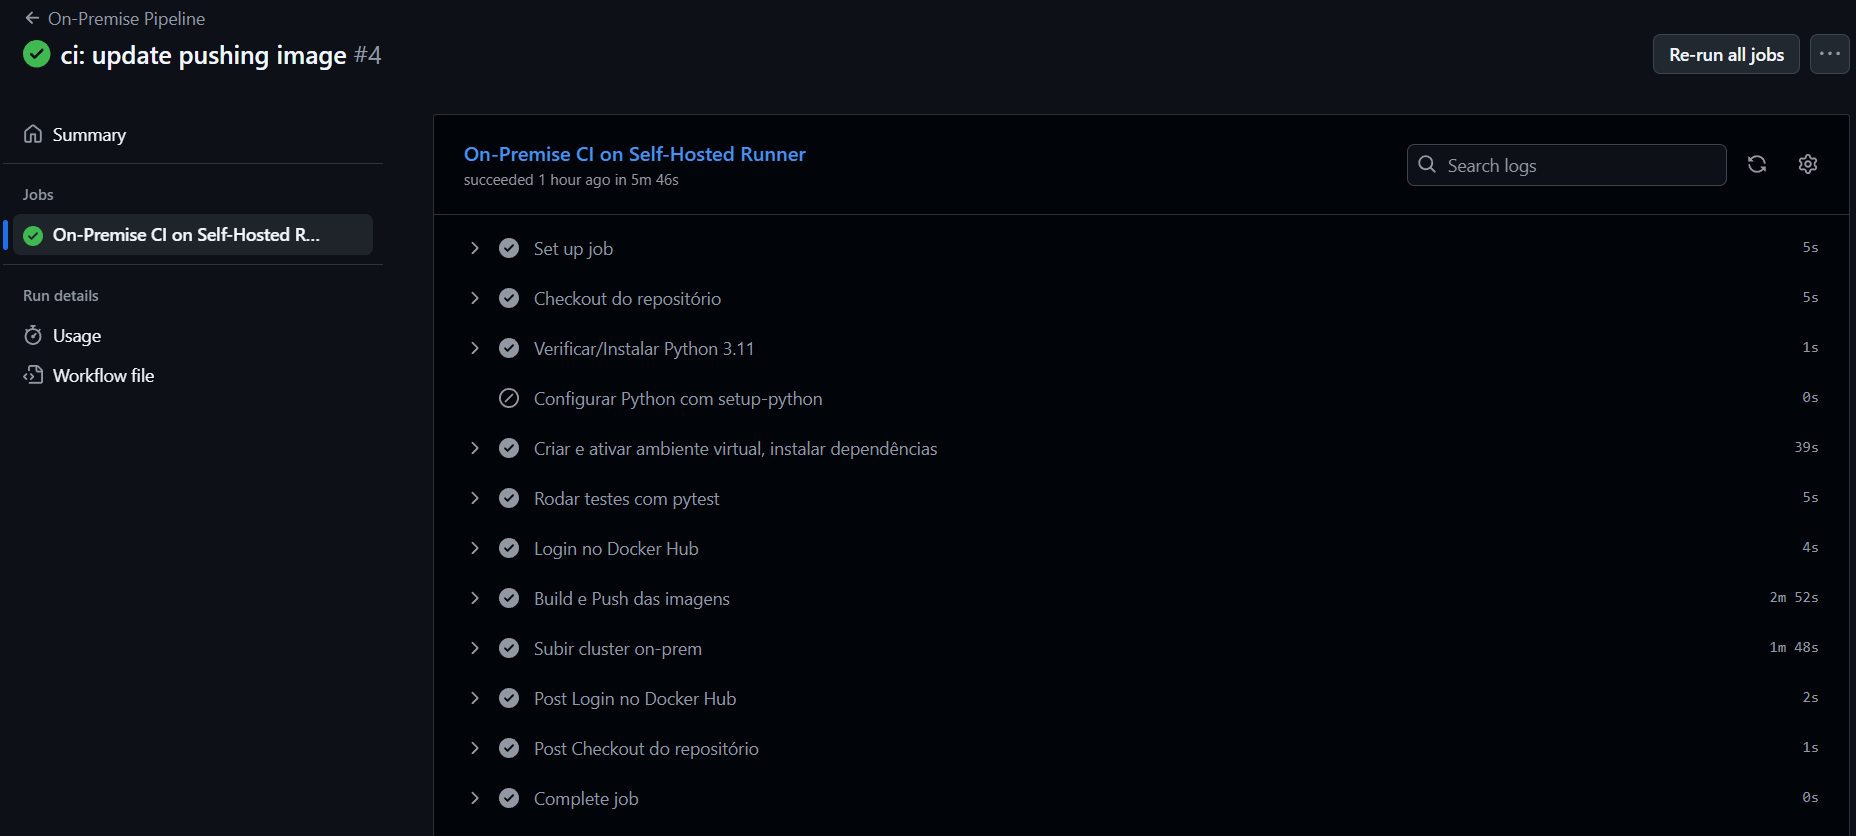 On-Premise Pipeline
ci: update pushing image #4
Re-run all jobs
Summary
Jobs
On-Premise CI on Self-Hosted R...
Run details
Usage
Workflow file
On-Premise CI on Self-Hosted Runner
succeeded 1 hour ago in 5m 46s
Search logs
Set up job 5s
Checkout do repositório 5s
Verificar/Instalar Python 3.11 1s
Configurar Python com setup-python 0s
Criar e ativar ambiente virtual, instalar dependências 39s
Rodar testes com pytest 5s
Login no Docker Hub 4s
Build e Push das imagens 2m 52s
Subir cluster on-prem 1m 48s
Post Login no Docker Hub 2s
Post Checkout do repositório 1s
Complete job 0s